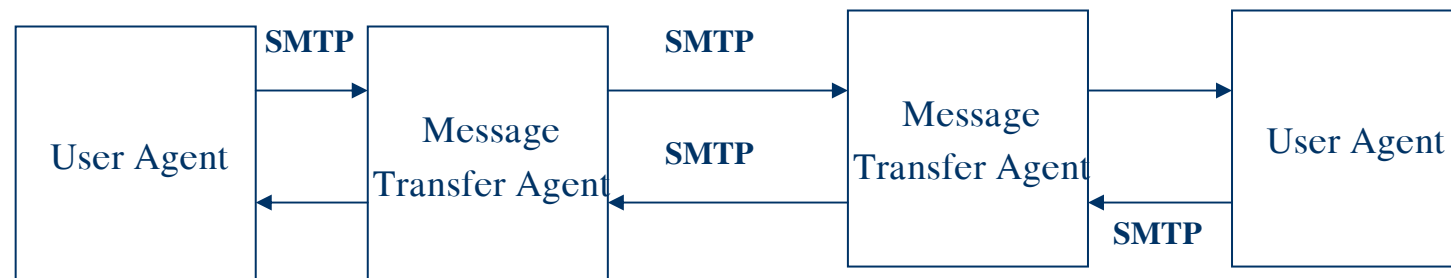 SMTP
SMTP
User Agent
Message
Transfer Agent
SMTP
Message
Transfer Agent
User Agent
SMTP